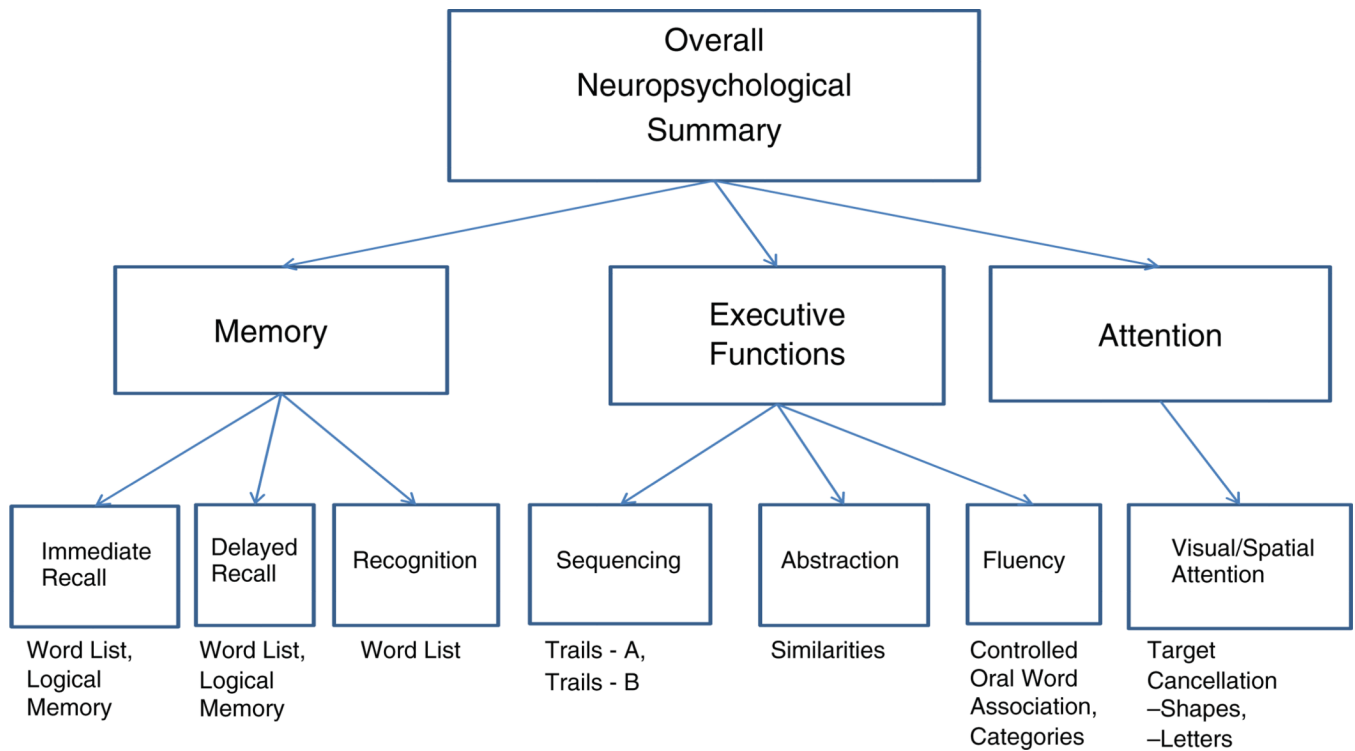 Overall
Neuropsychological
Summary
Memory
Executive
Functions
Attention
Immediate
Recall
Delayed
Recall
Recognition
Sequencing
Abstraction
Fluency
Visual/Spatial
Attention
Word List,
Logical
Memory
Word List,
Logical
Memory
Word List
Trails - A,
Trails - B
Similarities
Controlled
Oral Word
Association,
Categories
Target
Cancellation
–Shapes,
–Letters